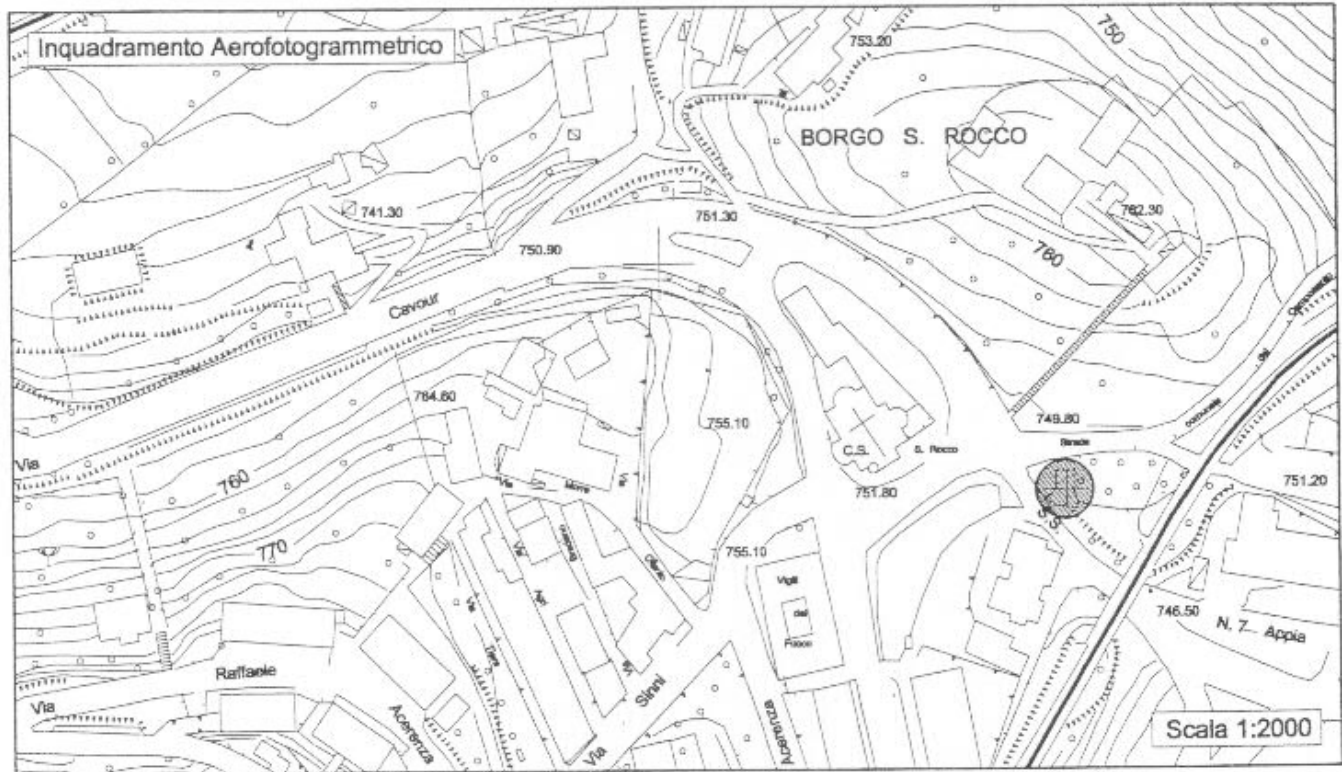 Inquadramento Aerofotogrammetrico
753.20
750
BORGO S. ROCCO
741.30
751.30
762.30
750.90
760
Cavour
764.60
755.10
749.80
Via
C.S.
S. Rocco
751.80
751.20
760
Via
Via
770
755.10
Vigili
del
Via
746.50
N. 7 Appia
Raffaele
Via
Sinni
Acerenza
Acerenza
Via
Scala 1:2000